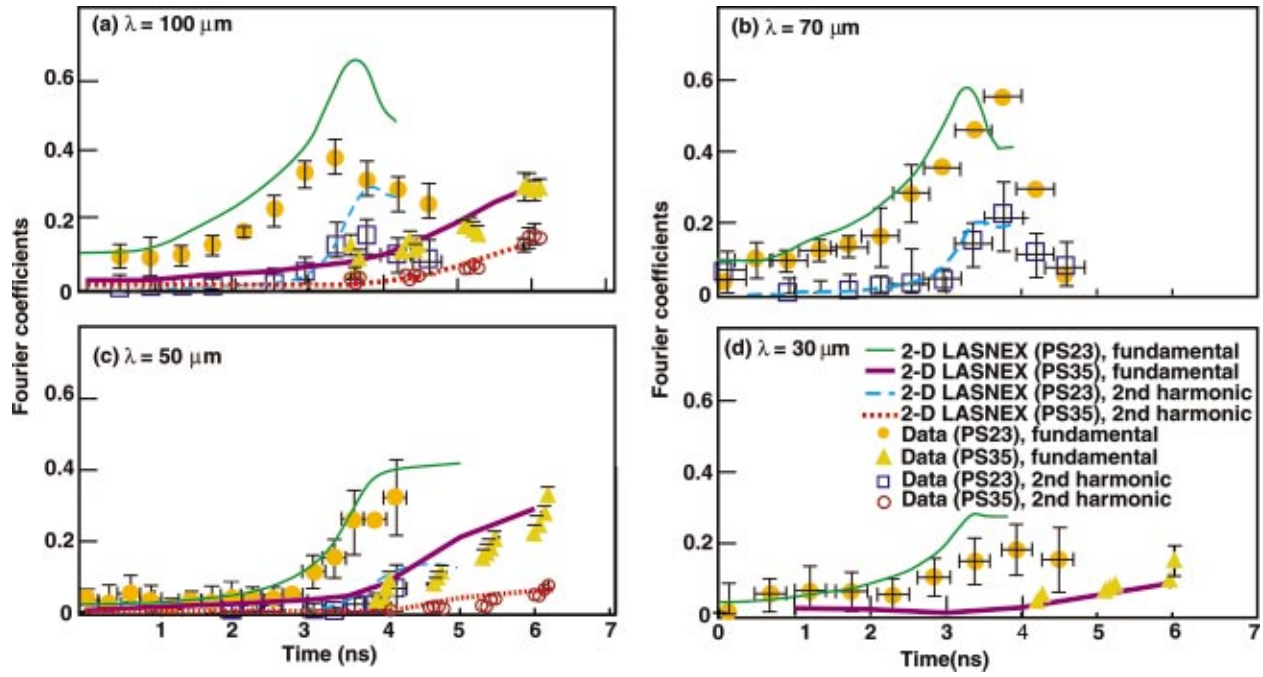 (a) λ = 100 μm
0.6
0.4
0.2
0
Fourier coefficients
(b) λ = 70 μm
0.6
0.4
0.2
0
Fourier coefficients
(c) λ = 50 μm
0.6
0.4
0.2
0
1 2 3 4 5 6 7
Time (ns)
(d) λ = 30 μm
2-D LASNEX (PS23), fundamental
2-D LASNEX (PS35), fundamental
2-D LASNEX (PS23), 2nd harmonic
2-D LASNEX (PS35), 2nd harmonic
Data (PS23), fundamental
Data (PS35), fundamental
Data (PS23), 2nd harmonic
Data (PS35), 2nd harmonic
0.6
0.4
0.2
0
0 1 2 3 4 5 6 7
Time(ns)